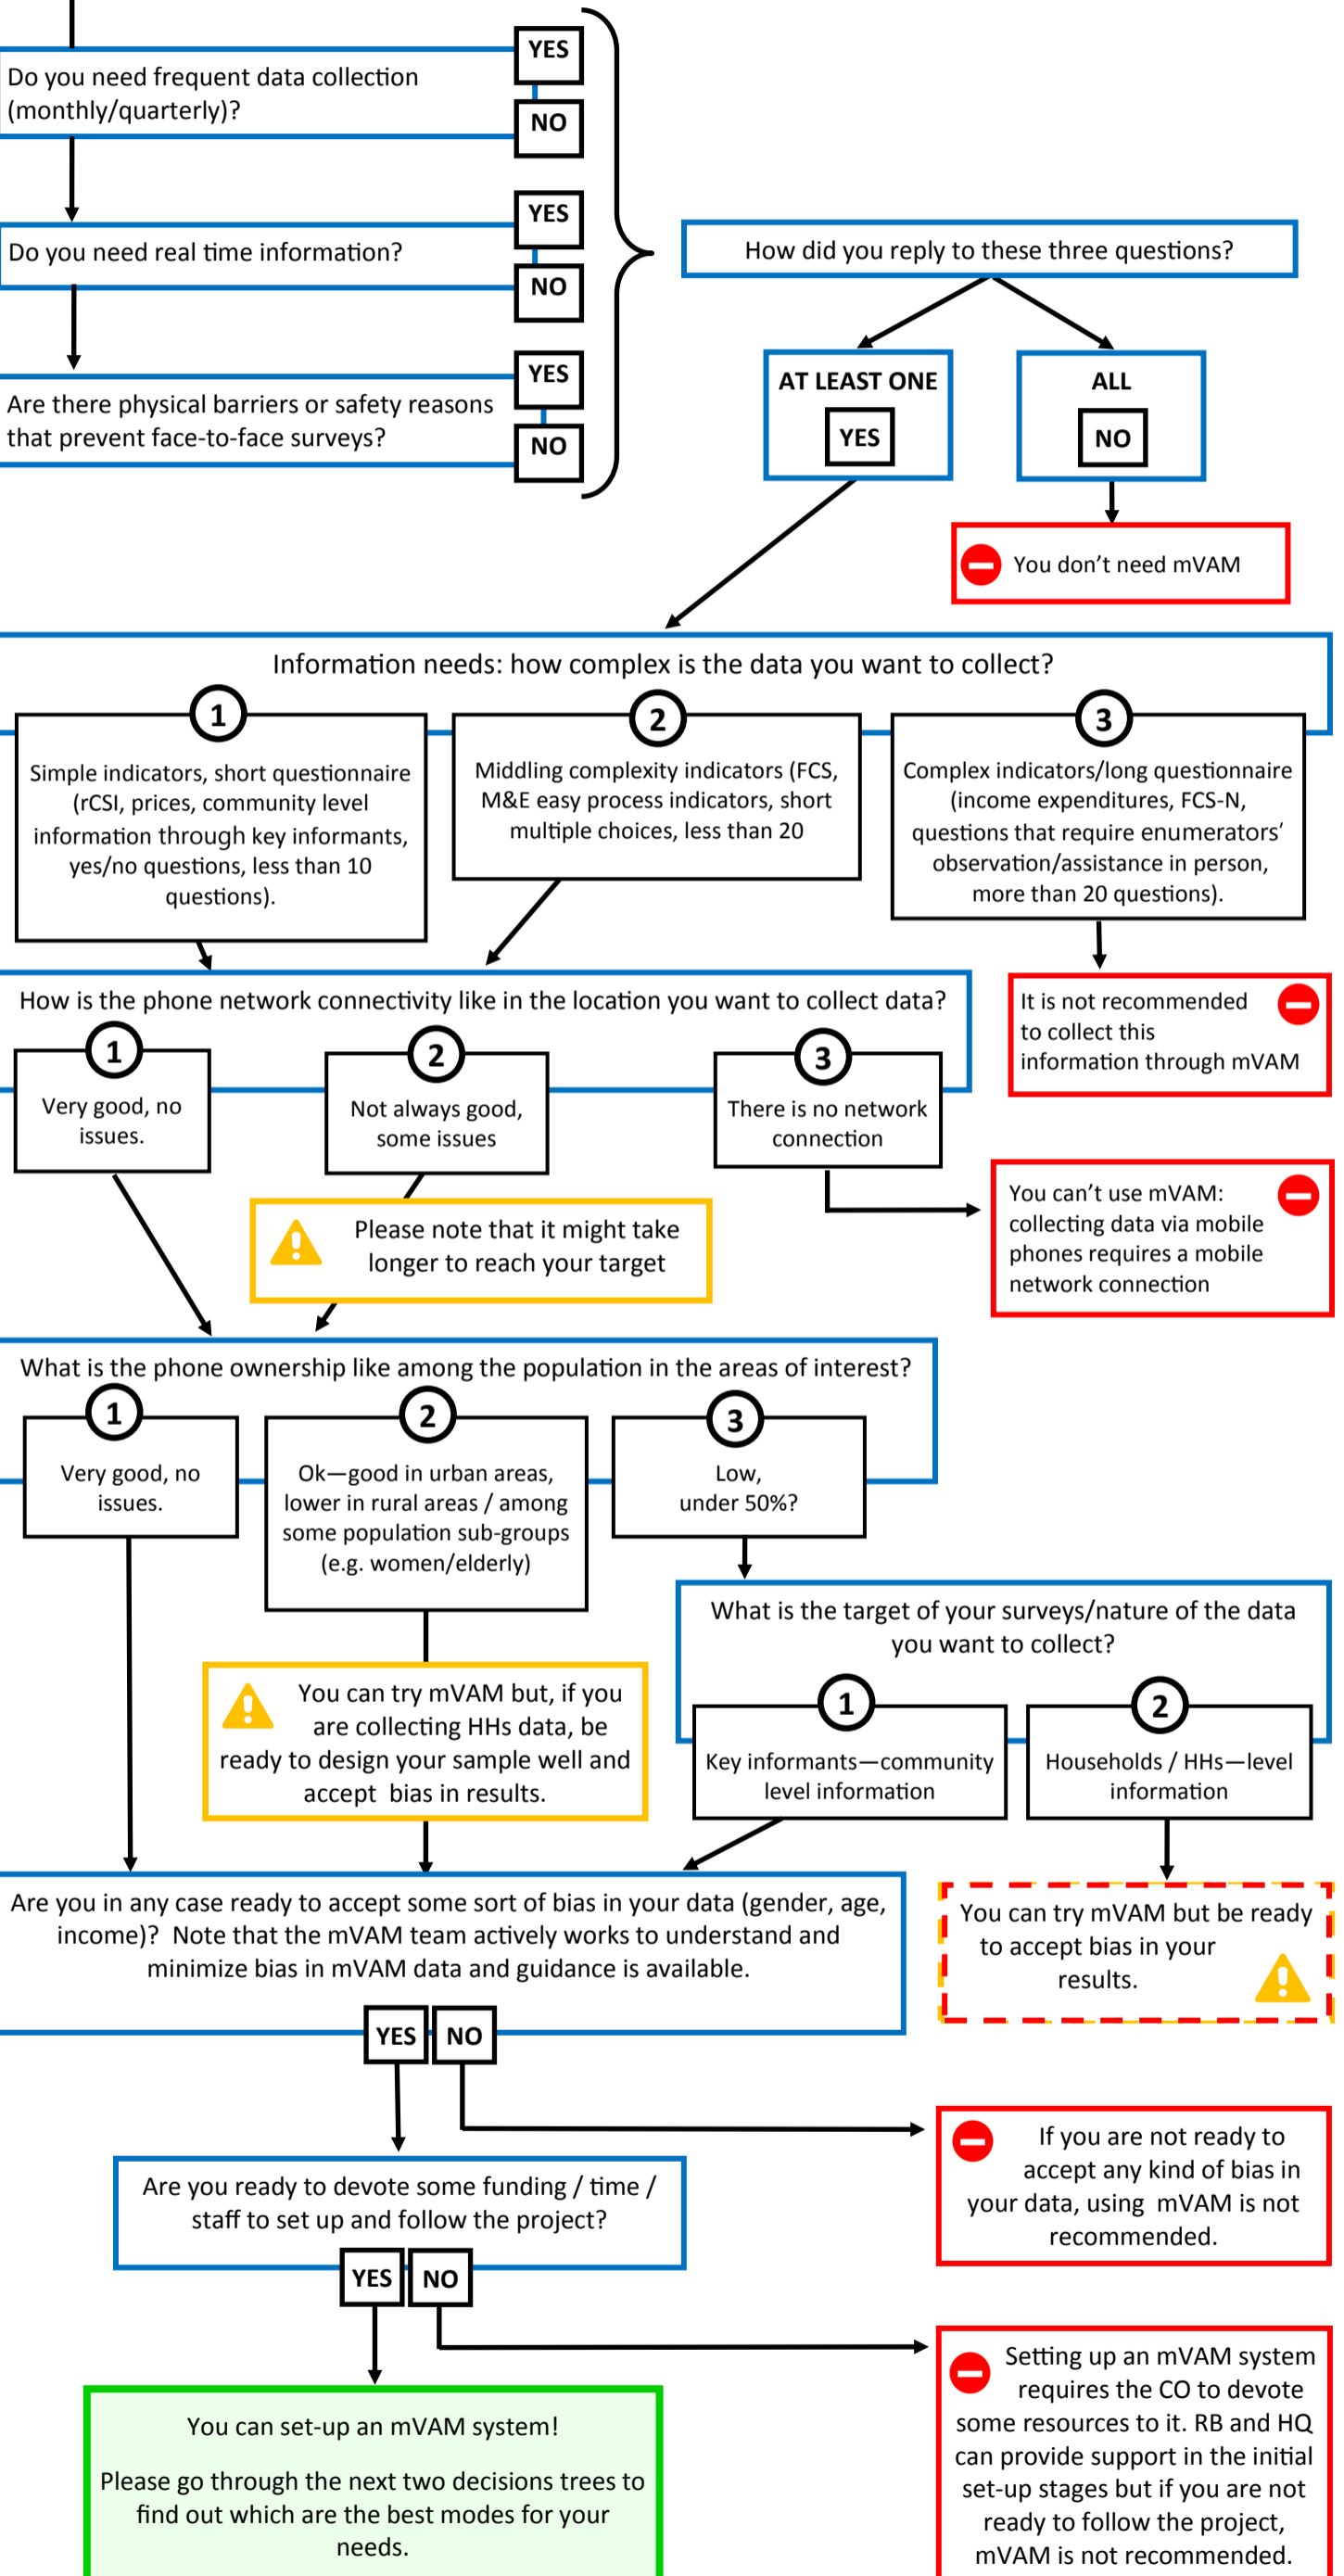 YES
Do you need frequent data collection
(monthly/quarterly)?
NO
YES
Do you need real time information?
NO
YES
Are there physical barriers or safety reasons
that prevent face-to-face surveys?
NO
How did you reply to these three questions?
AT LEAST ONE
YES
ALL
NO
You don’t need mVAM
Information needs: how complex is the data you want to collect?
1
Simple indicators, short questionnaire
(rCSI, prices, community level
information through key informants,
yes/no questions, less than 10
questions).
2
Middling complexity indicators (FCS,
M&E easy process indicators, short
multiple choices, less than 20
3
Complex indicators/long questionnaire
(income expenditures, FCS-N,
questions that require enumerators’
observation/assistance in person,
more than 20 questions).
It is not recommended
to collect this
information through mVAM
How is the phone network connectivity like in the location you want to collect data?
1
Very good, no
issues.
2
Not always good,
some issues
3
There is no network
connection
Please note that it might take
longer to reach your target
You can’t use mVAM:
collecting data via mobile
phones requires a mobile
network connection
What is the phone ownership like among the population in the areas of interest?
1
Very good, no
issues.
2
Ok—good in urban areas,
lower in rural areas / among
some population sub-groups
(e.g. women/elderly)
3
Low,
under 50%?
What is the target of your surveys/nature of the data
you want to collect?
1
Key informants—community
level information
2
Households / HHs—level
information
You can try mVAM but, if you
are collecting HHs data, be
ready to design your sample well and
accept bias in results.
You can try mVAM but be ready
to accept bias in your
results.
Are you in any case ready to accept some sort of bias in your data (gender, age,
income)? Note that the mVAM team actively works to understand and
minimize bias in mVAM data and guidance is available.
YES
NO
If you are not ready to
accept any kind of bias in
your data, using mVAM is not
recommended.
Are you ready to devote some funding / time /
staff to set up and follow the project?
YES
NO
Setting up an mVAM system
requires the CO to devote
some resources to it. RB and HQ
can provide support in the initial
set-up stages but if you are not
ready to follow the project,
mVAM is not recommended.
You can set-up an mVAM system!
Please go through the next two decisions trees to
find out which are the best modes for your
needs.